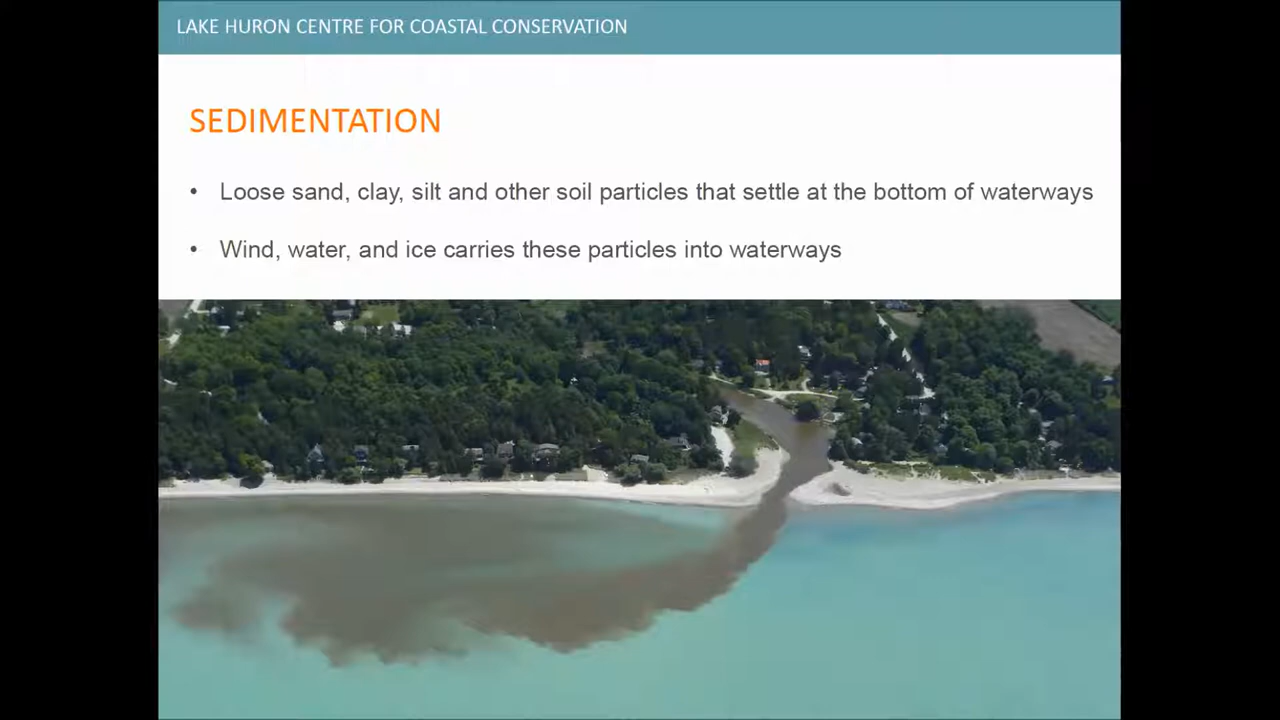 LAKE HURON CENTRE FOR COASTAL CONSERVATION
SEDIMENTATION
• Loose sand, clay, silt and other soil particles that settle at the bottom of waterways
• Wind, water, and ice carries these particles into waterways